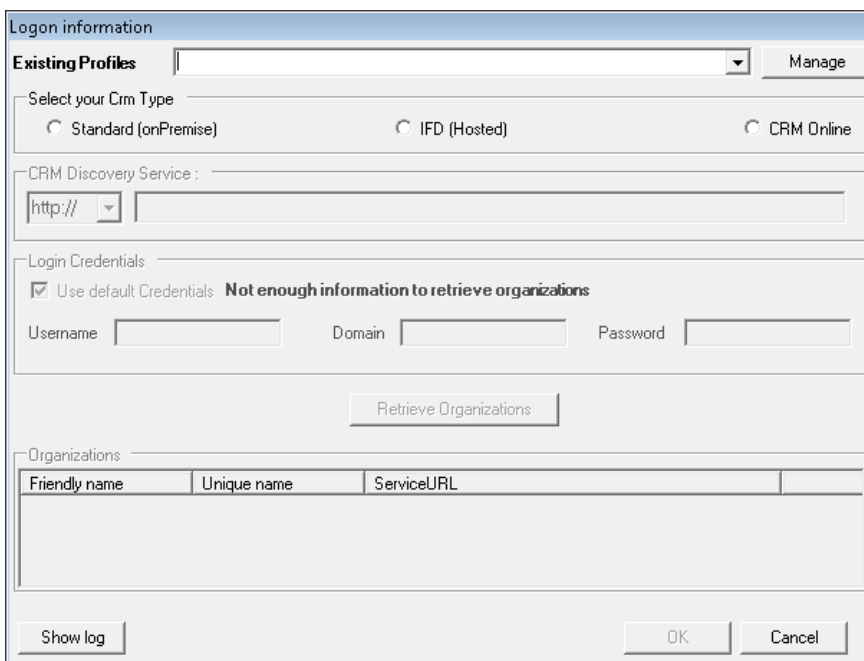 Logon information
Existing Profiles Manage
Select your Crm Type
Standard (onPremise) IFD (Hosted) CRM Online
CRM Discovery Service :
http://
Login Credentials
Use default Credentials Not enough information to retrieve organizations
Username Domain Password
Retrieve Organizations
Organizations
Friendly name Unique name ServiceURL
Show log OK Cancel